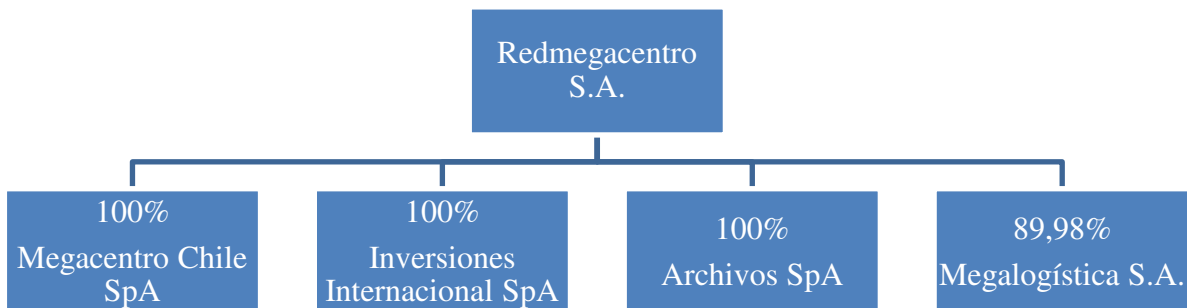 Redmegacentro
S.A.
100%
Megacentro Chile
SpA
100%
Inversiones
Internacional SpA
100%
Archivos SpA
89,98%
Megalogística S.A.